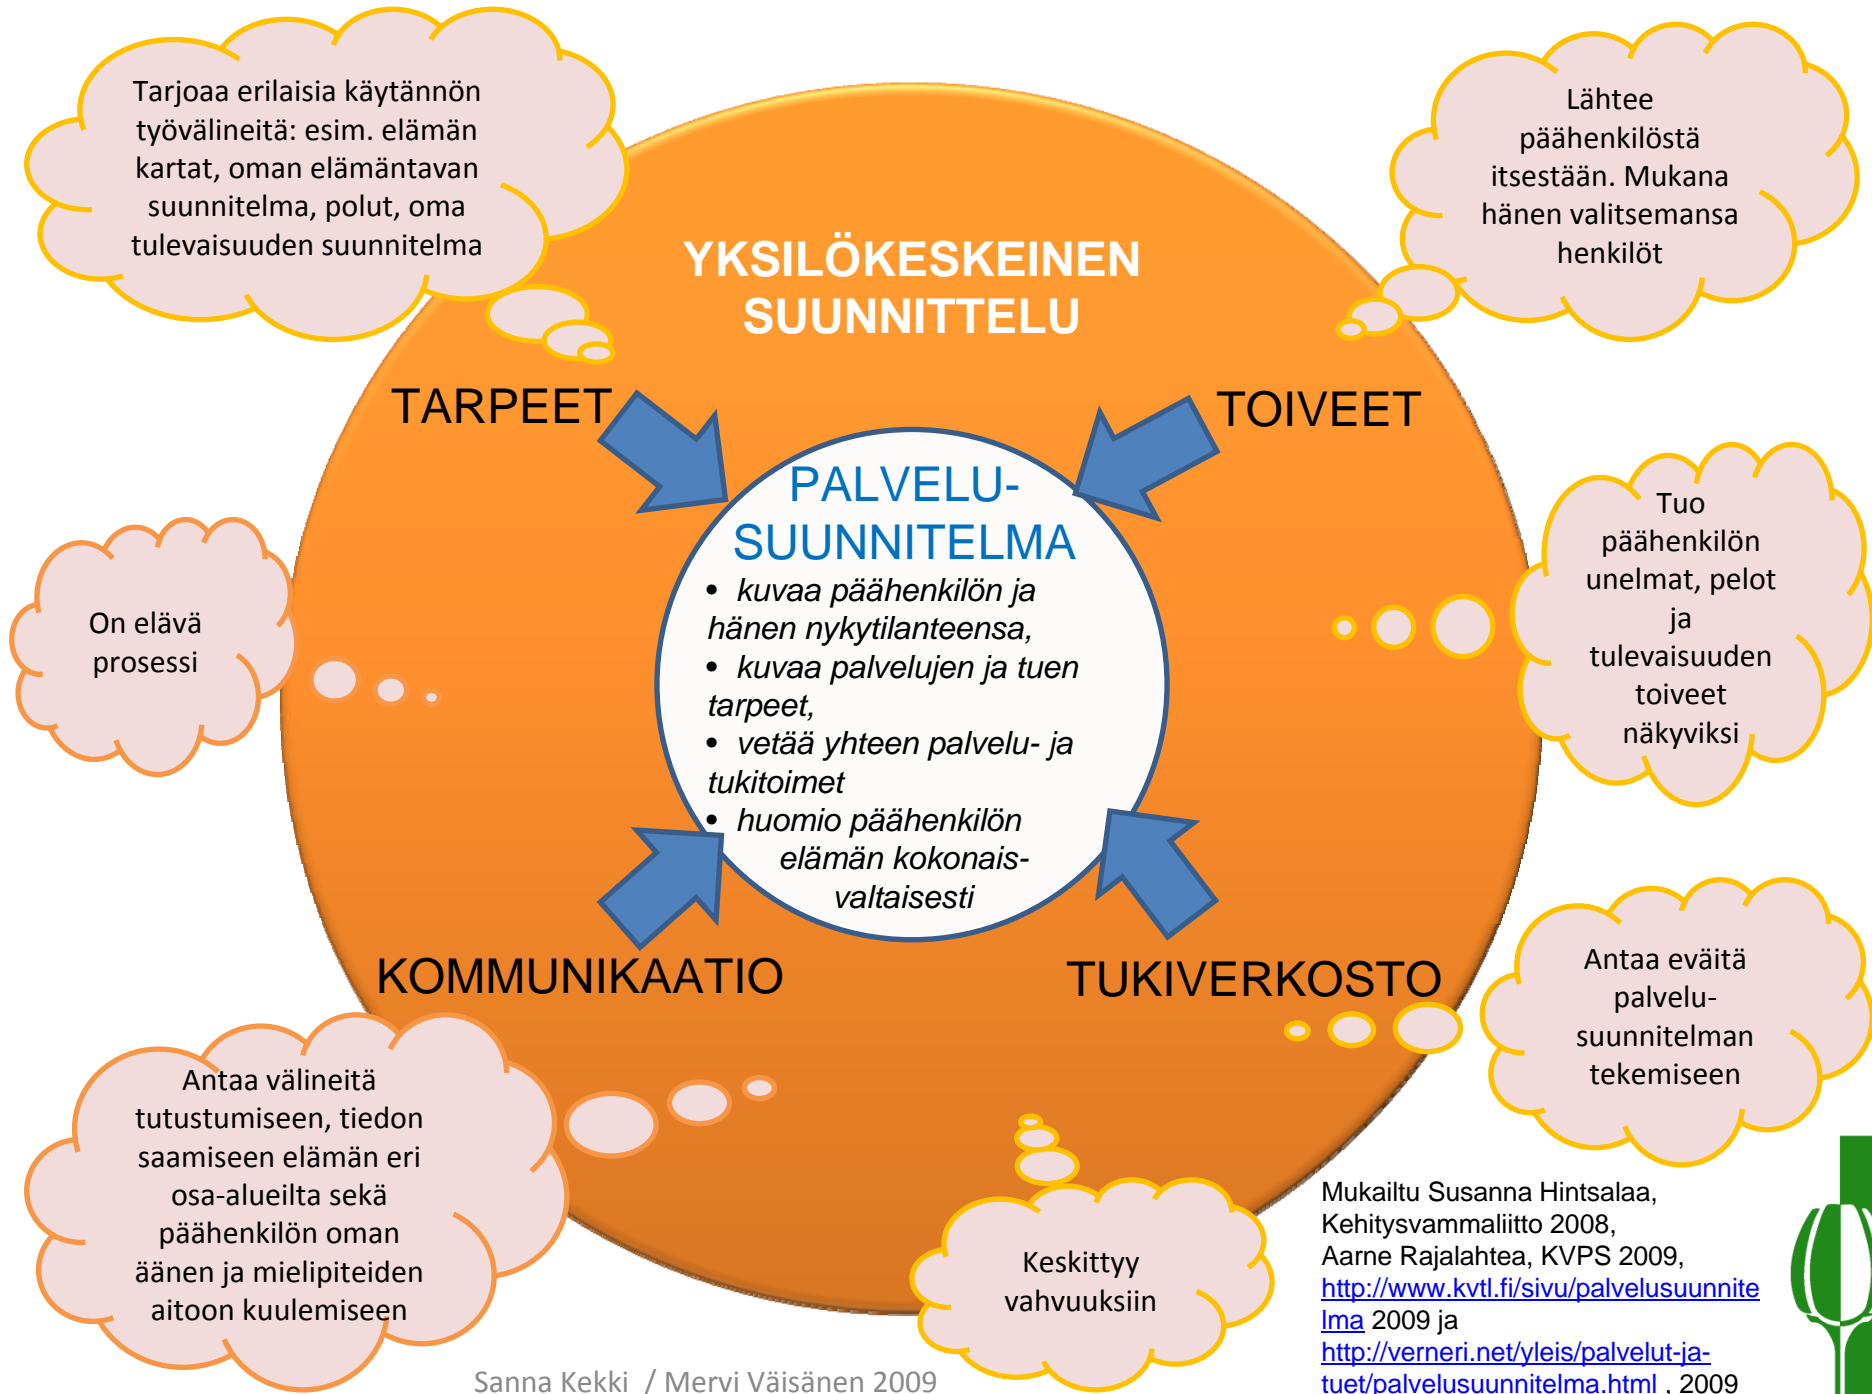 Tarjoaa erilaisia käytännön
työvälineitä: esim. elämän
kartat, oman elämäntavan
suunnitelma, polut, oma
tulevaisuuden suunnitelma
Lähtee
päähenkilöstä
itsestään. Mukana
hänen valitsemansa
henkilöt
YKSILÖKESKEINEN
SUUNNITTELU
TARPEET
TOIVEET
PALVELU-
SUUNNITELMA
• kuvaa päähenkilön ja
hänen nykytilanteensa,
• kuvaa palvelujen ja tuen
tarpeet,
• vetää yhteen palvelu- ja
tukitoimet
• huomio päähenkilön
elämän kokonais-
valtaisesti
Tuo
päähenkilön
unelmat, pelot
ja
tulevaisuuden
toiveet
näkyviksi
On elävä
prosessi
KOMMUNIKAATIO
TUKIVERKOSTO
Antaa eväitä
palvelu-
suunnitelman
tekemiseen
Antaa välineitä
tutustumiseen, tiedon
saamiseen elämän eri
osa-alueilta sekä
päähenkilön oman
äänen ja mielipiteiden
aitoon kuulemiseen
Keskittyy
vahvuuksiin
Mukailtu Susanna Hintsalaa,
Kehitysvammaliitto 2008,
Aarne Rajalahtea, KVPS 2009,
http://www.kvtl.fi/sivu/palvelusuunnite
lma 2009 ja
http://verneri.net/yleis/palvelut-ja-
tuet/palvelusuunnitelma.html , 2009
Sanna Kekki / Mervi Väisänen 2009